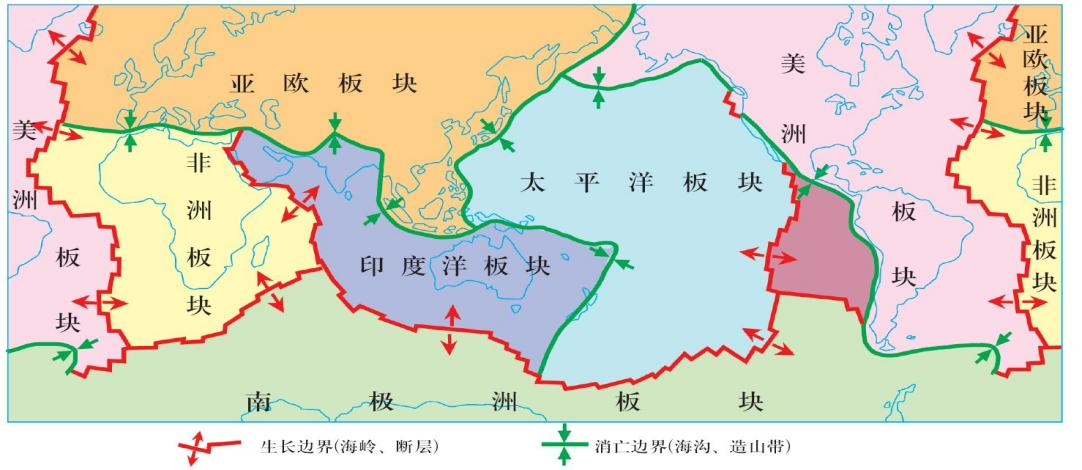 亚欧板块
亚欧板块
美洲板块
非洲板块
太平洋板块
美洲板块
非洲板块
印度洋板块
南极洲板块
生长边界(海岭、断层)
消亡边界(海沟、造山带)